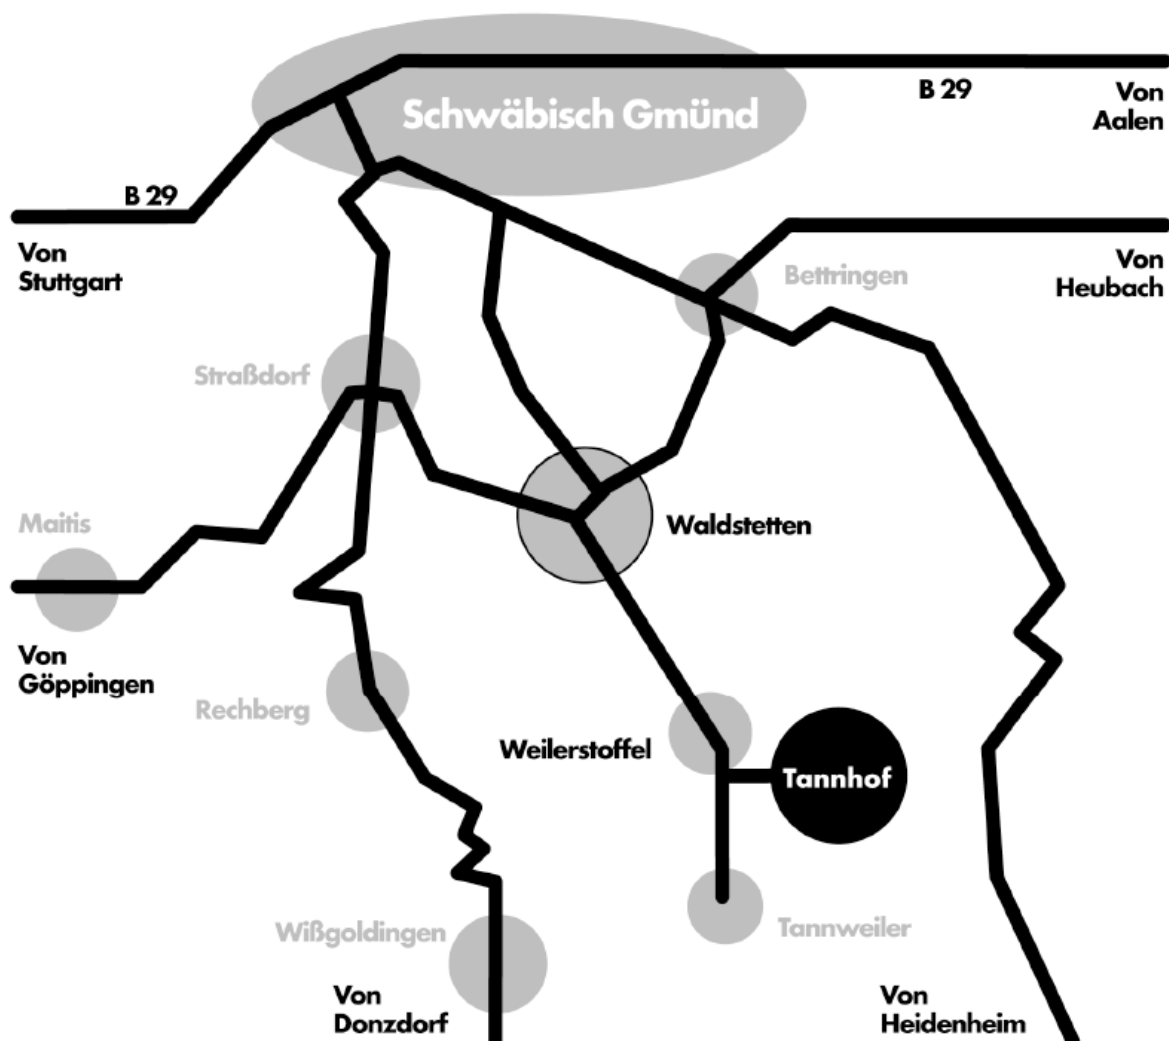 Schwäbisch Gmünd
B 29
Von
Aalen
B 29
Von
Stuttgart
Von
Heubach
Bettringen
Straßdorf
Maitis
Waldstetten
Von
Göppingen
Rechberg
Weilerstoffel
Tannhof
Wißgoldingen
Tannweiler
Von
Donzdorf
Von
Heidenheim